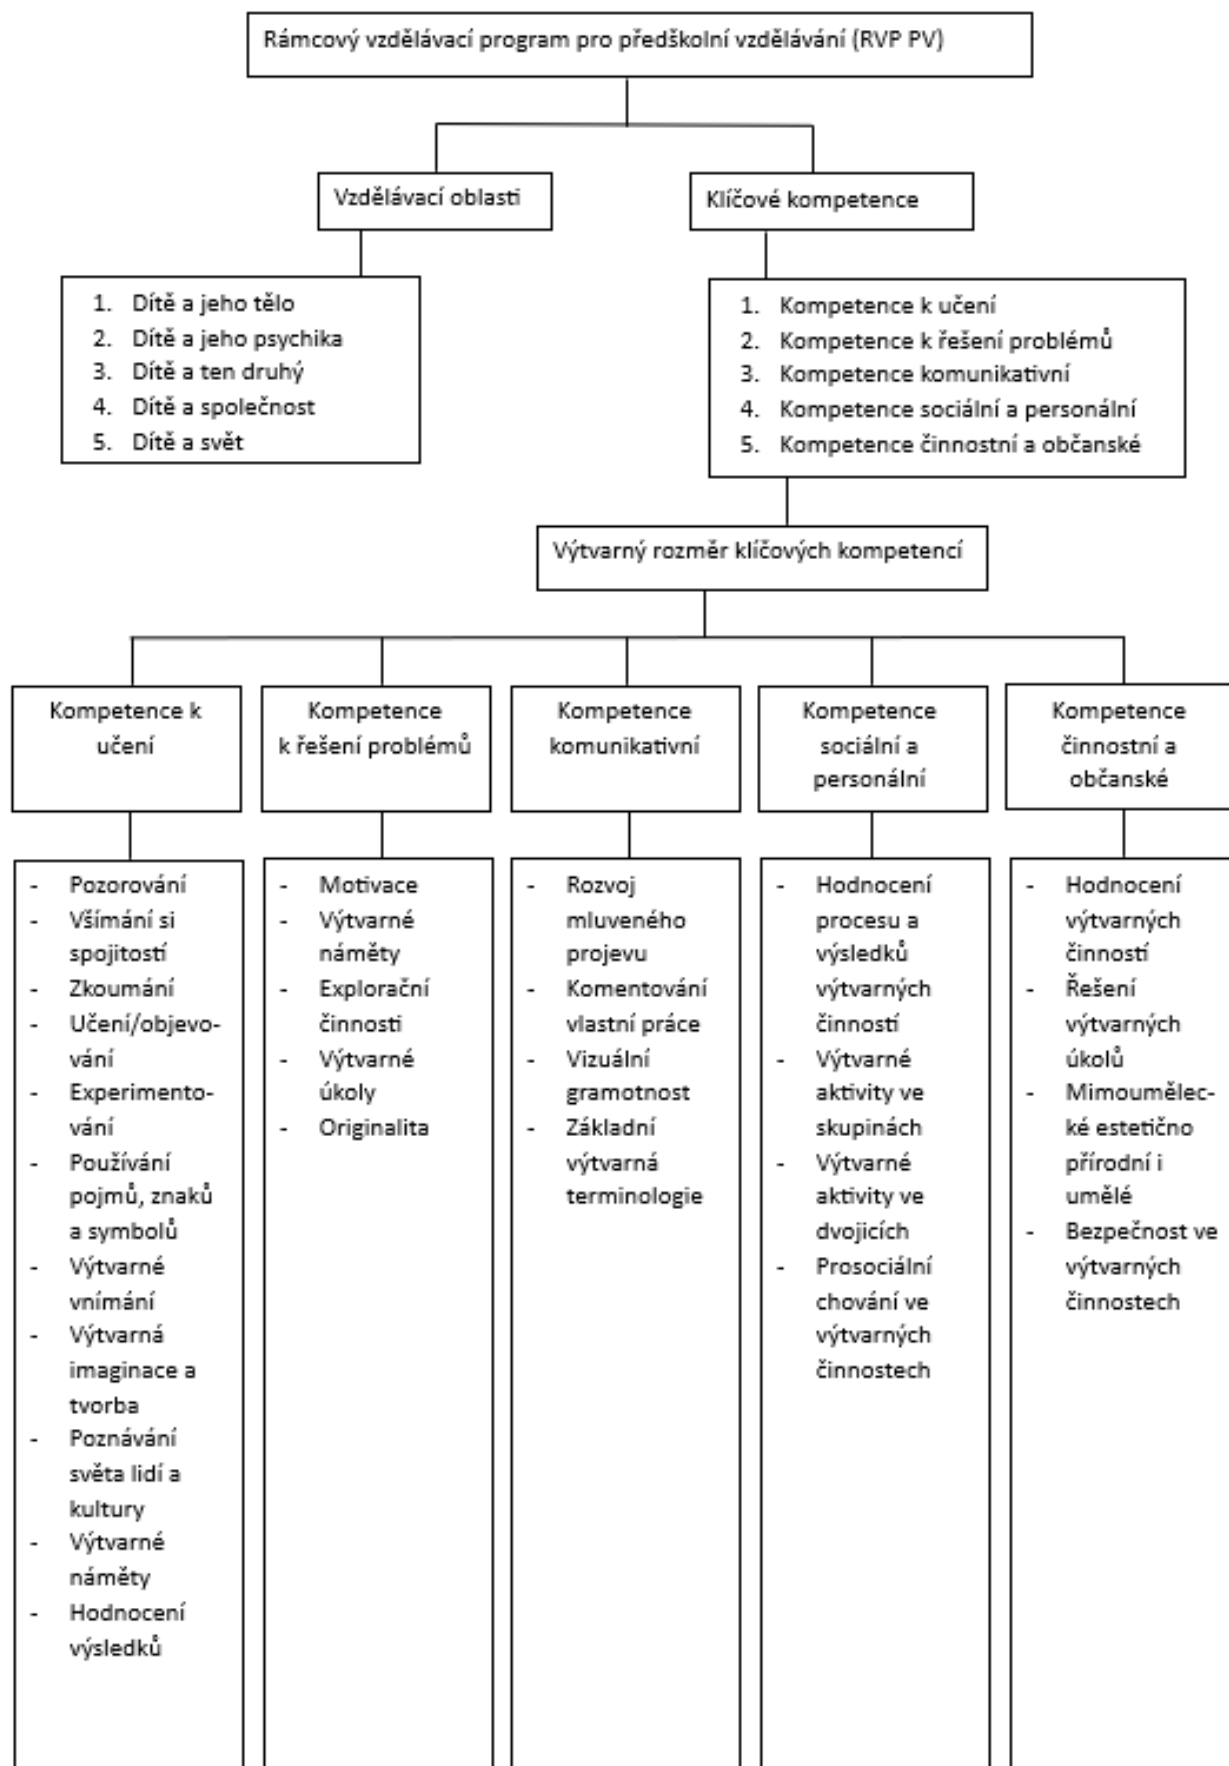 Rámcový vzdělávací program pro předškolní vzdělávání (RVP PV)
Vzdělávací oblasti
Klíčové kompetence
1. Dítě a jeho tělo
2. Dítě a jeho psychika
3. Dítě a ten druhý
4. Dítě a společnost
5. Dítě a svět
1. Kompetence k učení
2. Kompetence k řešení problémů
3. Kompetence komunikativní
4. Kompetence sociální a personální
5. Kompetence činnostní a občanské
Výtvarný rozměr klíčových kompetencí
Kompetence k
učení
- Pozorování
- Všímání si
spojitostí
- Zkoumání
- Učení/objevo-
vání
- Experimento-
vání
- Používání
pojmů, znaků
a symbolů
- Výtvarné
vnímání
- Výtvarná
imaginace a
tvorba
- Poznávání
světa lidí a
kultury
- Výtvarné
náměty
- Hodnocení
výsledků
Kompetence
k řešení problémů
- Motivace
- Výtvarné
náměty
- Explorační
činnosti
- Výtvarné
úkoly
- Originalita
Kompetence
komunikativní
- Rozvoj
mluveného
projevu
- Komentování
vlastní práce
- Vizuální
gramotnost
- Základní
výtvarná
terminologie
Kompetence
sociální a
personální
- Hodnocení
procesu a
výsledků
výtvarných
činností
- Výtvarné
aktivity ve
skupinách
- Výtvarné
aktivity ve
dvojicích
- Prosociální
chování ve
výtvarných
činnostech
Kompetence
činnostní a
občanské
- Hodnocení
výtvarných
činností
- Řešení
výtvarných
úkolů
- Mimoumělec-
ké estetično
přírodní i
umělé
- Bezpečnost ve
výtvarných
činnostech